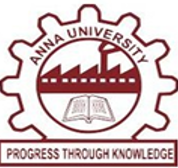 ANNA UNIVERSITY
PROGRESS THROUGH KNOWLEDGE